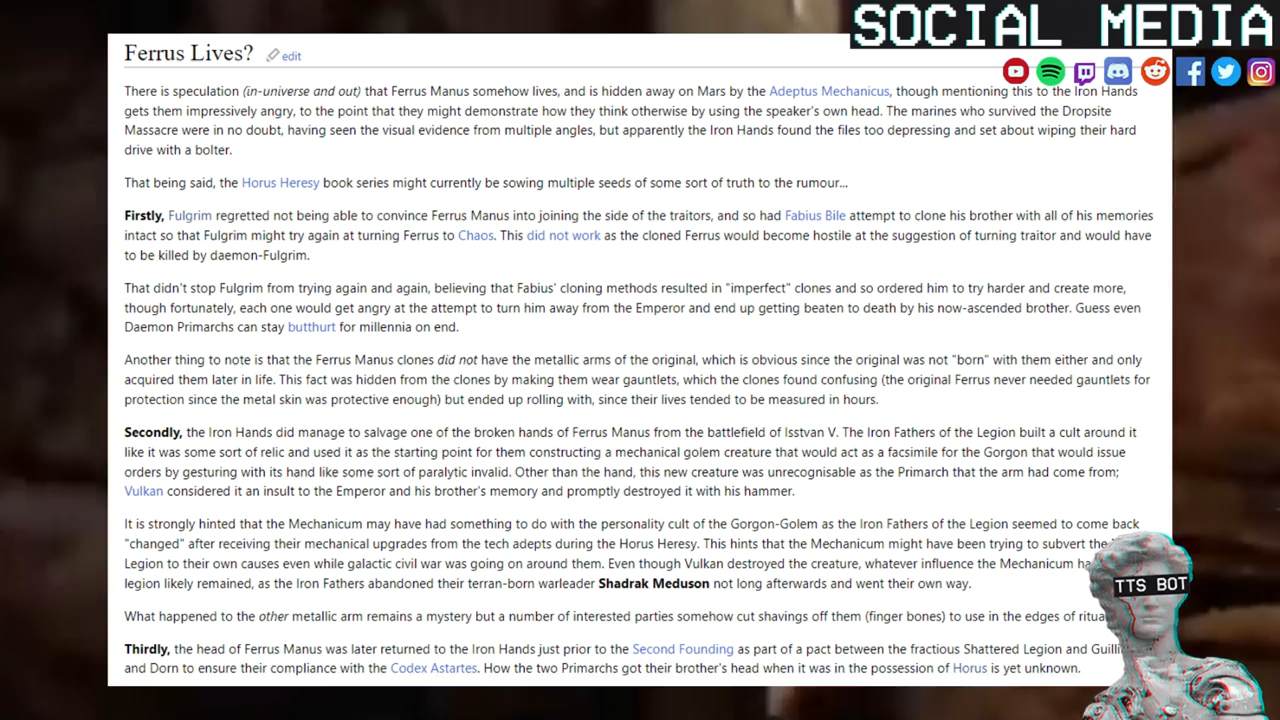 SOCIAL MEDIA
Ferrus Lives? edit
There is speculation (in-universe and out) that Ferrus Manus somehow lives, and is hidden away on Mars by the Adeptus Mechanicus, though mentioning this to the Iron Hands
gets them impressively angry, to the point that they might demonstrate how they think otherwise by using the speaker's own head. The marines who survived the Dropsite
Massacre were in no doubt, having seen the visual evidence from multiple angles, but apparently the Iron Hands found the files too depressing and set about wiping their hard
drive with a bolter.
That being said, the Horus Heresy book series might currently be sowing multiple seeds of some sort of truth to the rumour...
Firstly, Fulgrim regretted not being able to convince Ferrus Manus into joining the side of the traitors, and so had Fabius Bile attempt to clone his brother with all of his memories
intact so that Fulgrim might try again at turning Ferrus to Chaos. This did not work as the cloned Ferrus would become hostile at the suggestion of turning traitor and would have
to be killed by daemon-Fulgrim.
That didn't stop Fulgrim from trying again and again, believing that Fabius' cloning methods resulted in "imperfect" clones and so ordered him to try harder and create more,
though fortunately, each one would get angry at the attempt to turn him away from the Emperor and end up getting beaten to death by his now-ascended brother. Guess even
Daemon Primarchs can stay butthurt for millennia on end.
Another thing to note is that the Ferrus Manus clones did not have the metallic arms of the original, which is obvious since the original was not "born" with them either and only
acquired them later in life. This fact was hidden from the clones by making them wear gauntlets, which the clones found confusing (the original Ferrus never needed gauntlets for
protection since the metal skin was protective enough) but ended up rolling with, since their lives tended to be measured in hours.
Secondly, the Iron Hands did manage to salvage one of the broken hands of Ferrus Manus from the battlefield of Isstvan V. The Iron Fathers of the Legion built a cult around it
like it was some sort of relic and used it as the starting point for them constructing a mechanical golem creature that would act as a facsimile for the Gorgon that would issue
orders by gesturing with its hand like some sort of paralytic invalid. Other than the hand, this new creature was unrecognisable as the Primarch that the arm had come from;
Vulkan considered it an insult to the Emperor and his brother's memory and promptly destroyed it with his hammer.
It is strongly hinted that the Mechanicum may have had something to do with the personality cult of the Gorgon-Golem as the Iron Fathers of the Legion seemed to come back
"changed" after receiving their mechanical upgrades from the tech adepts during the Horus Heresy. This hints that the Mechanicum might have been trying to subvert the
Legion to their own causes even while galactic civil war was going on around them. Even though Vulkan destroyed the creature, whatever influence the Mechanicum
legion likely remained, as the Iron Fathers abandoned their terran-born warleader Shadrak Meduson not long afterwards and went their own way.
What happened to the other metallic arm remains a mystery but a number of interested parties somehow cut shavings off them (finger bones) to use in the edges of
Thirdly, the head of Ferrus Manus was later returned to the Iron Hands just prior to the Second Founding as part of a pact between the fractious Shattered Legion and
and Dorn to ensure their compliance with the Codex Astartes. How the two Primarchs got their brother's head when it was in the possession of Horus is yet unknown.
TTS BOT